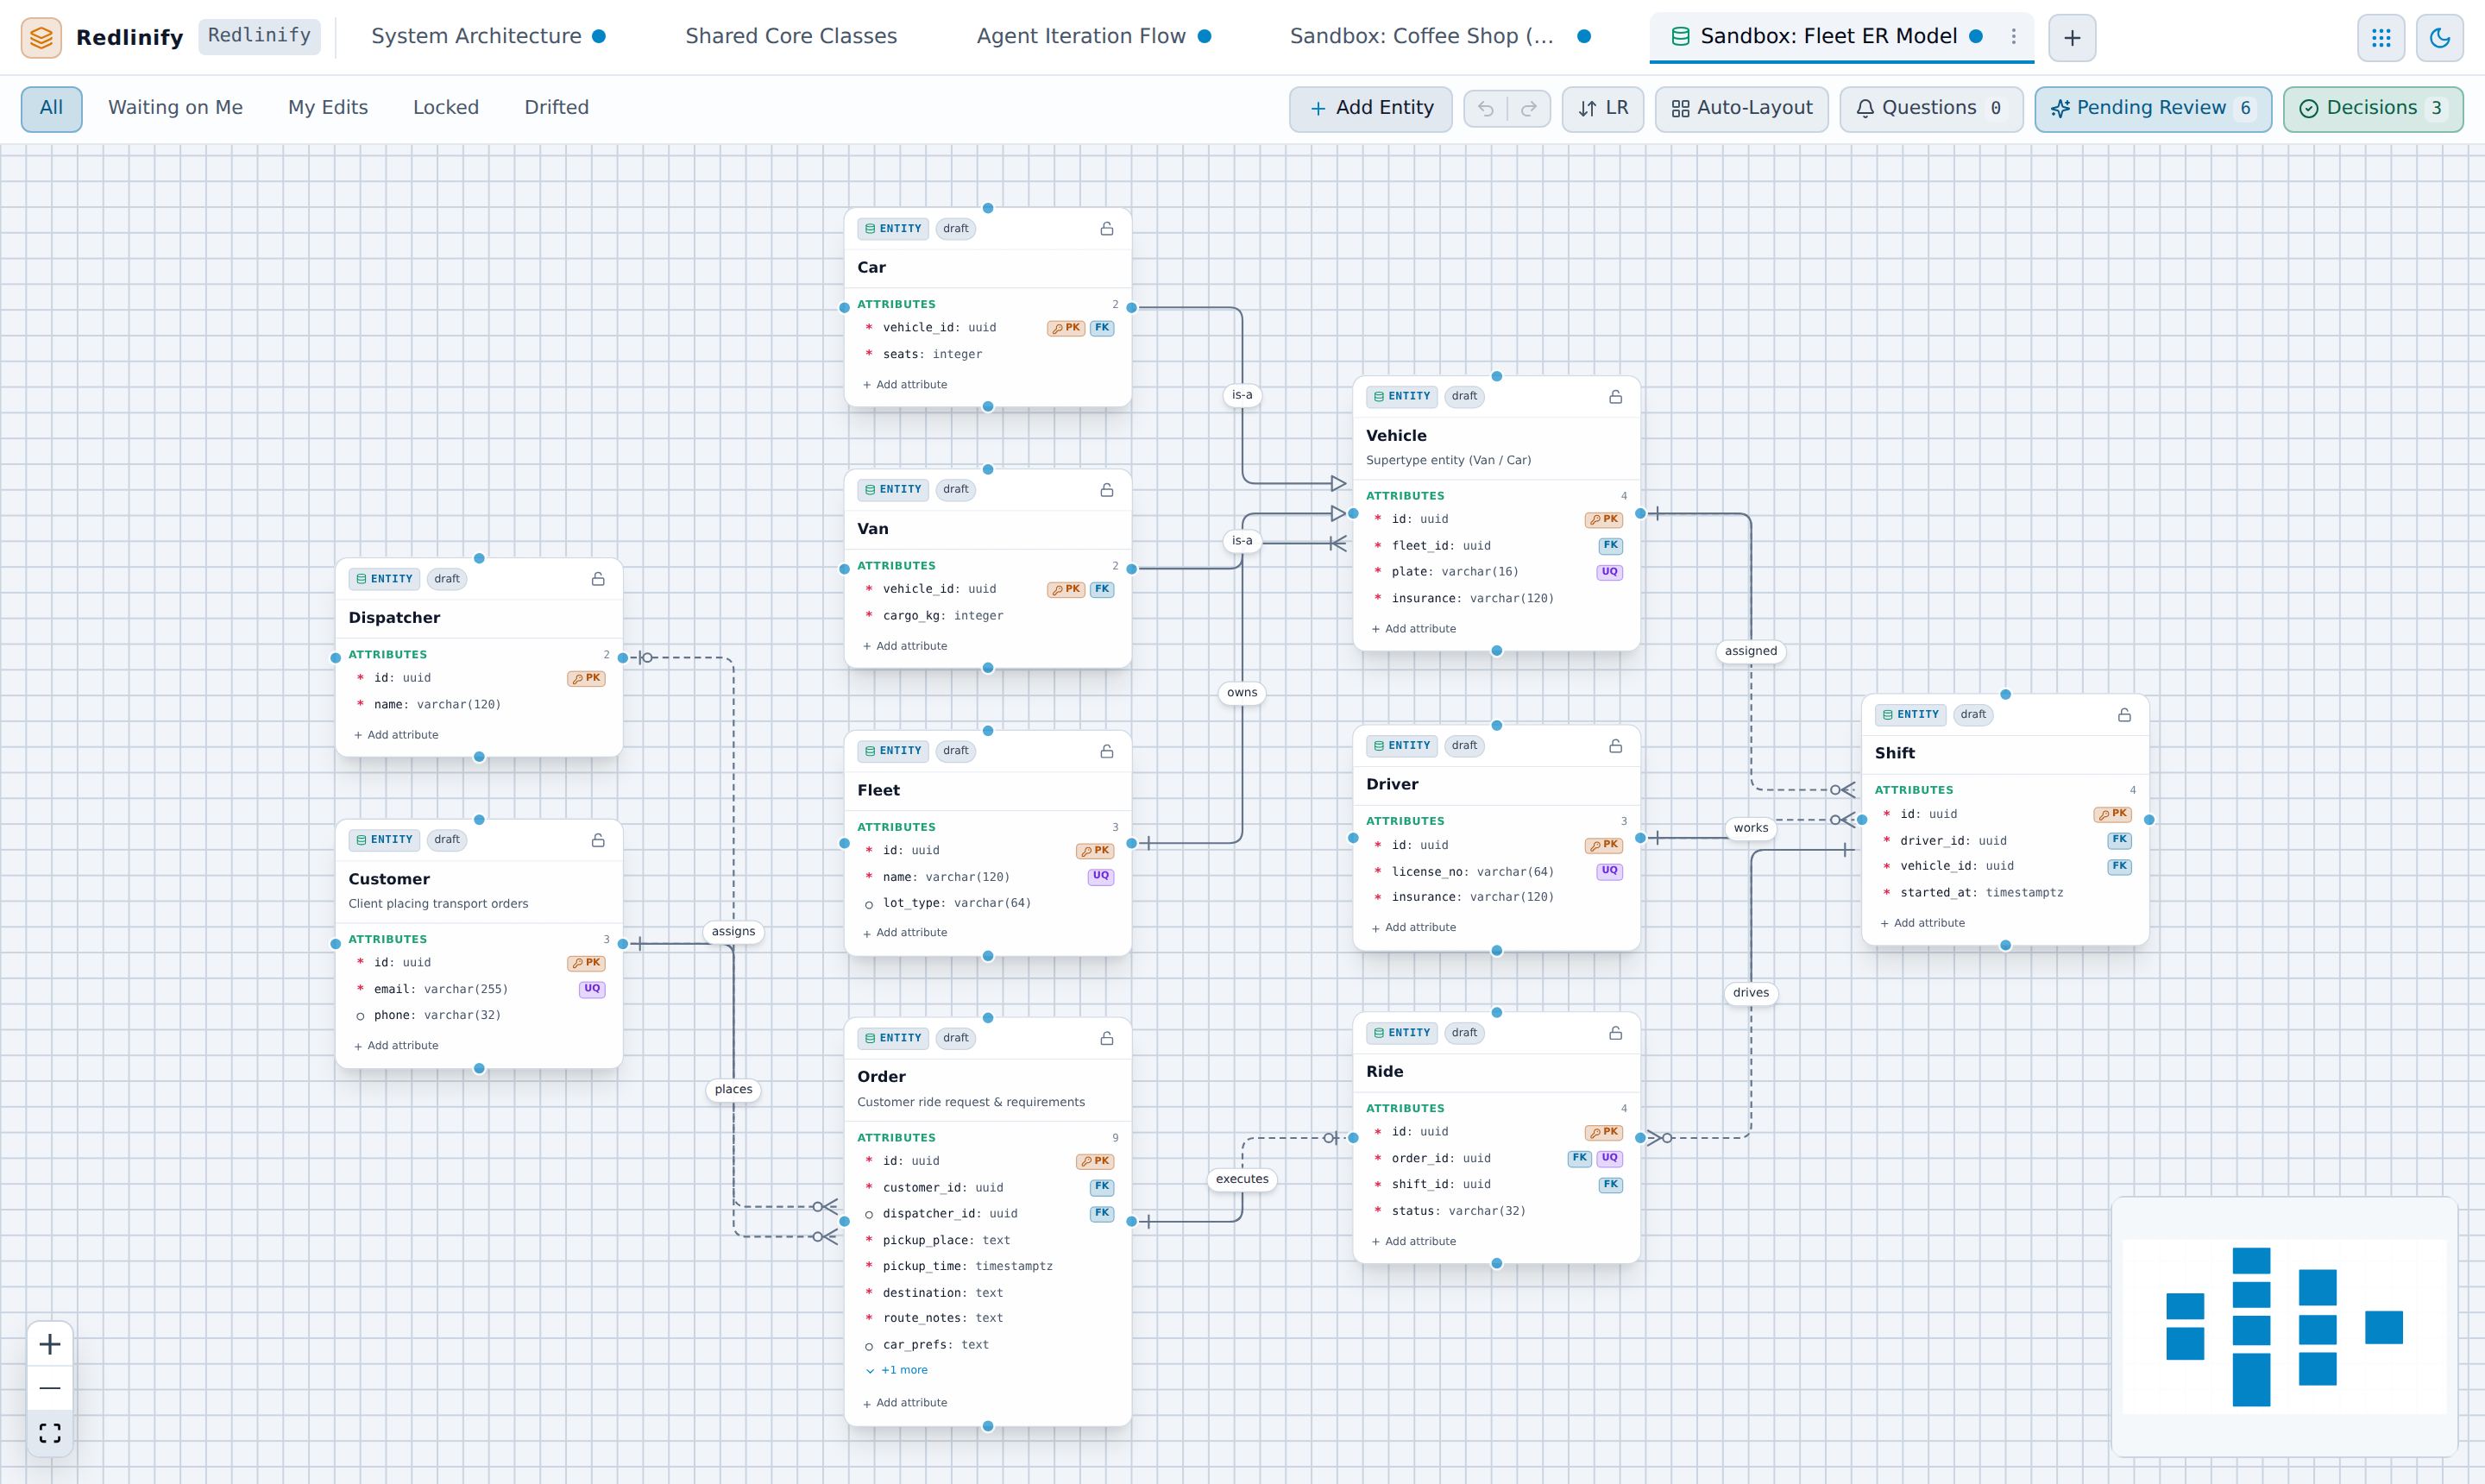 Redlinify
Redlinify
System Architecture
Shared Core Classes
Agent Iteration Flow
Sandbox: Coffee Shop (...
Sandbox: Fleet ER Model
All
Waiting on Me
My Edits
Locked
Drifted
+ Add Entity
LR
Auto-Layout
Questions 0
Pending Review 6
Decisions 3
ENTITY draft
Car
ATTRIBUTES 2
* vehicle_id: uuid PK FK
* seats: integer
+ Add attribute
ENTITY draft
Van
ATTRIBUTES 2
* vehicle_id: uuid PK FK
* cargo_kg: integer
+ Add attribute
ENTITY draft
Dispatcher
ATTRIBUTES 2
* id: uuid PK
* name: varchar(120)
+ Add attribute
ENTITY draft
Customer
Client placing transport orders
ATTRIBUTES 3
* id: uuid PK
* email: varchar(255) UQ
phone: varchar(32)
+ Add attribute
ENTITY draft
Fleet
ATTRIBUTES 3
* id: uuid PK
* name: varchar(120) UQ
lot_type: varchar(64)
+ Add attribute
ENTITY draft
Order
Customer ride request & requirements
ATTRIBUTES 9
* id: uuid PK
* customer_id: uuid FK
dispatcher_id: uuid FK
* pickup_place: text
* pickup_time: timestamptz
* destination: text
* route_notes: text
car_prefs: text
+1 more
+ Add attribute
ENTITY draft
Vehicle
Supertype entity (Van / Car)
ATTRIBUTES 4
* id: uuid PK
* fleet_id: uuid FK
* plate: varchar(16) UQ
* insurance: varchar(120)
+ Add attribute
ENTITY draft
Driver
ATTRIBUTES 3
* id: uuid PK
* license_no: varchar(64) UQ
* insurance: varchar(120)
+ Add attribute
ENTITY draft
Ride
ATTRIBUTES 4
* id: uuid PK
* order_id: uuid FK UQ
* shift_id: uuid FK
* status: varchar(32)
+ Add attribute
ENTITY draft
Shift
ATTRIBUTES 4
* id: uuid PK
* driver_id: uuid FK
* vehicle_id: uuid FK
* started_at: timestamptz
+ Add attribute
is-a
is-a
owns
assigns
places
executes
assigned
works
drives